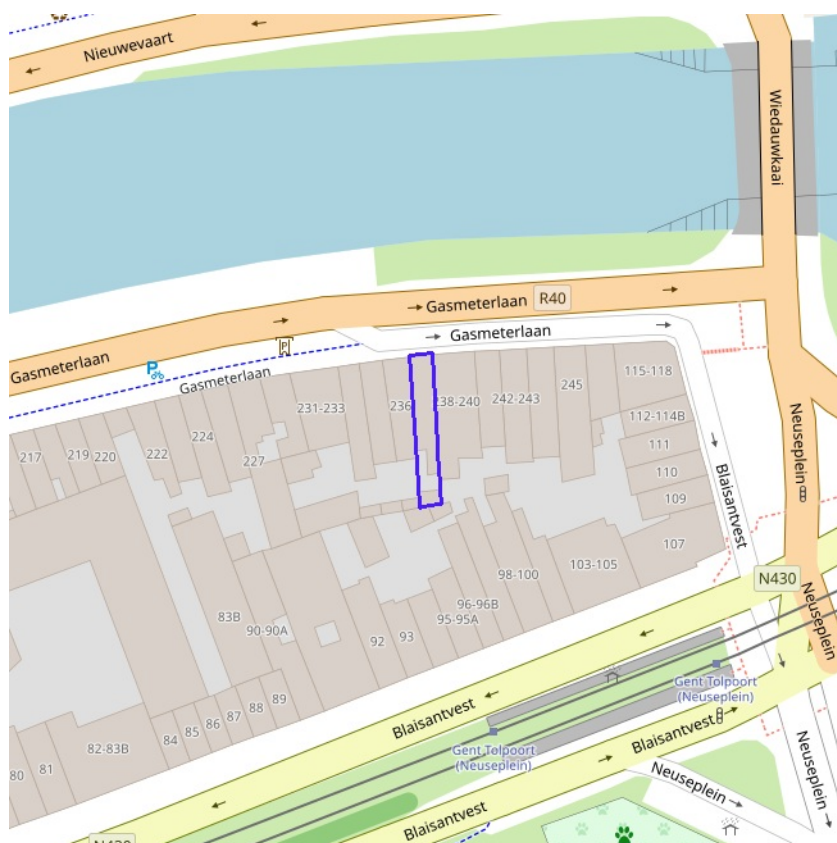 Nieuwevaart
Wiedauwkaai
Gasmeterlaan
R40
Gasmeterlaan
Gasmeterlaan
P
P
Gasmeterlaan
115-118
245
231-233
236
238-240
242-243
112-114B
224
222
219
220
217
227
111
110
109
Blaisantvest
Neuseplein
107
103-105
98-100
N430
96-96B
95-95A
93
92
83B
90-90A
Neuseplein
89
88
87
86
85
84
82-83B
81
80
Gent Tolpoort
(Neuseplein)
Blaisantvest
Gent Tolpoort
(Neuseplein)
Blaisantvest
Neuseplein
Neuseplein
Blaisantvest
N430